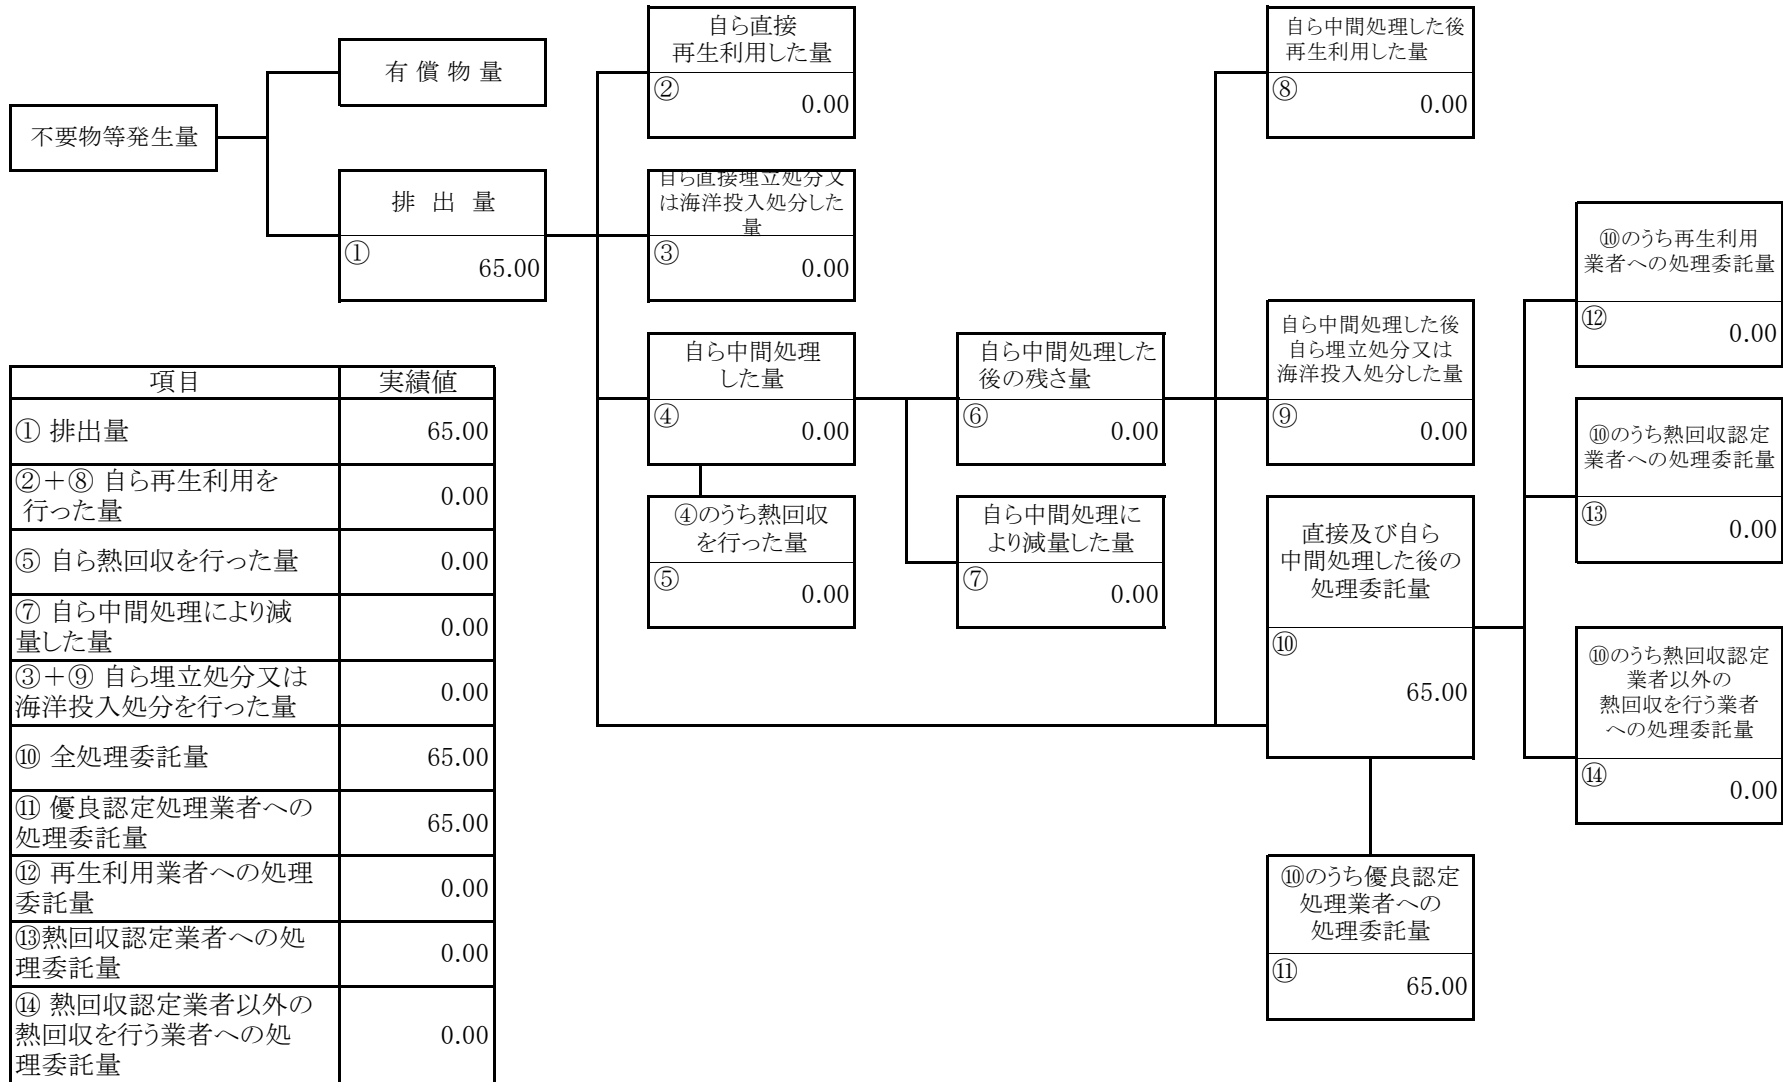 不要物等発生量
有 償 物 量
排 出 量
①
65.00
自ら直接
再生利用した量
②
0.00
自ら直接埋立処分又
は海洋投入処分した
量
③
0.00
自ら中間処理
した量
④
0.00
④のうち熱回収
を行った量
⑤
0.00
自ら中間処理した
後の残さ量
⑥
0.00
自ら中間処理に
より減量した量
⑦
0.00
自ら中間処理した後
再生利用した量
⑧
0.00
自ら中間処理した後
自ら埋立処分又は
海洋投入処分した量
⑨
0.00
直接及び自ら
中間処理した後の
処理委託量
⑩
65.00
⑩のうち優良認定
処理業者への
処理委託量
⑪
65.00
⑩のうち再生利用
業者への処理委託量
⑫
0.00
⑩のうち熱回収認定
業者への処理委託量
⑬
0.00
⑩のうち熱回収認定
業者以外の
熱回収を行う業者
への処理委託量
⑭
0.00
項目 実績値
① 排出量 65.00
②＋⑧ 自ら再生利用を
行った量 0.00
⑤ 自ら熱回収を行った量 0.00
⑦ 自ら中間処理により減
量した量 0.00
③＋⑨ 自ら埋立処分又は
海洋投入処分を行った量 0.00
⑩ 全処理委託量 65.00
⑪ 優良認定処理業者への
処理委託量 65.00
⑫ 再生利用業者への処理
委託量 0.00
⑬熱回収認定業者への処
理委託量 0.00
⑭ 熱回収認定業者以外の
熱回収を行う業者への処
理委託量 0.00